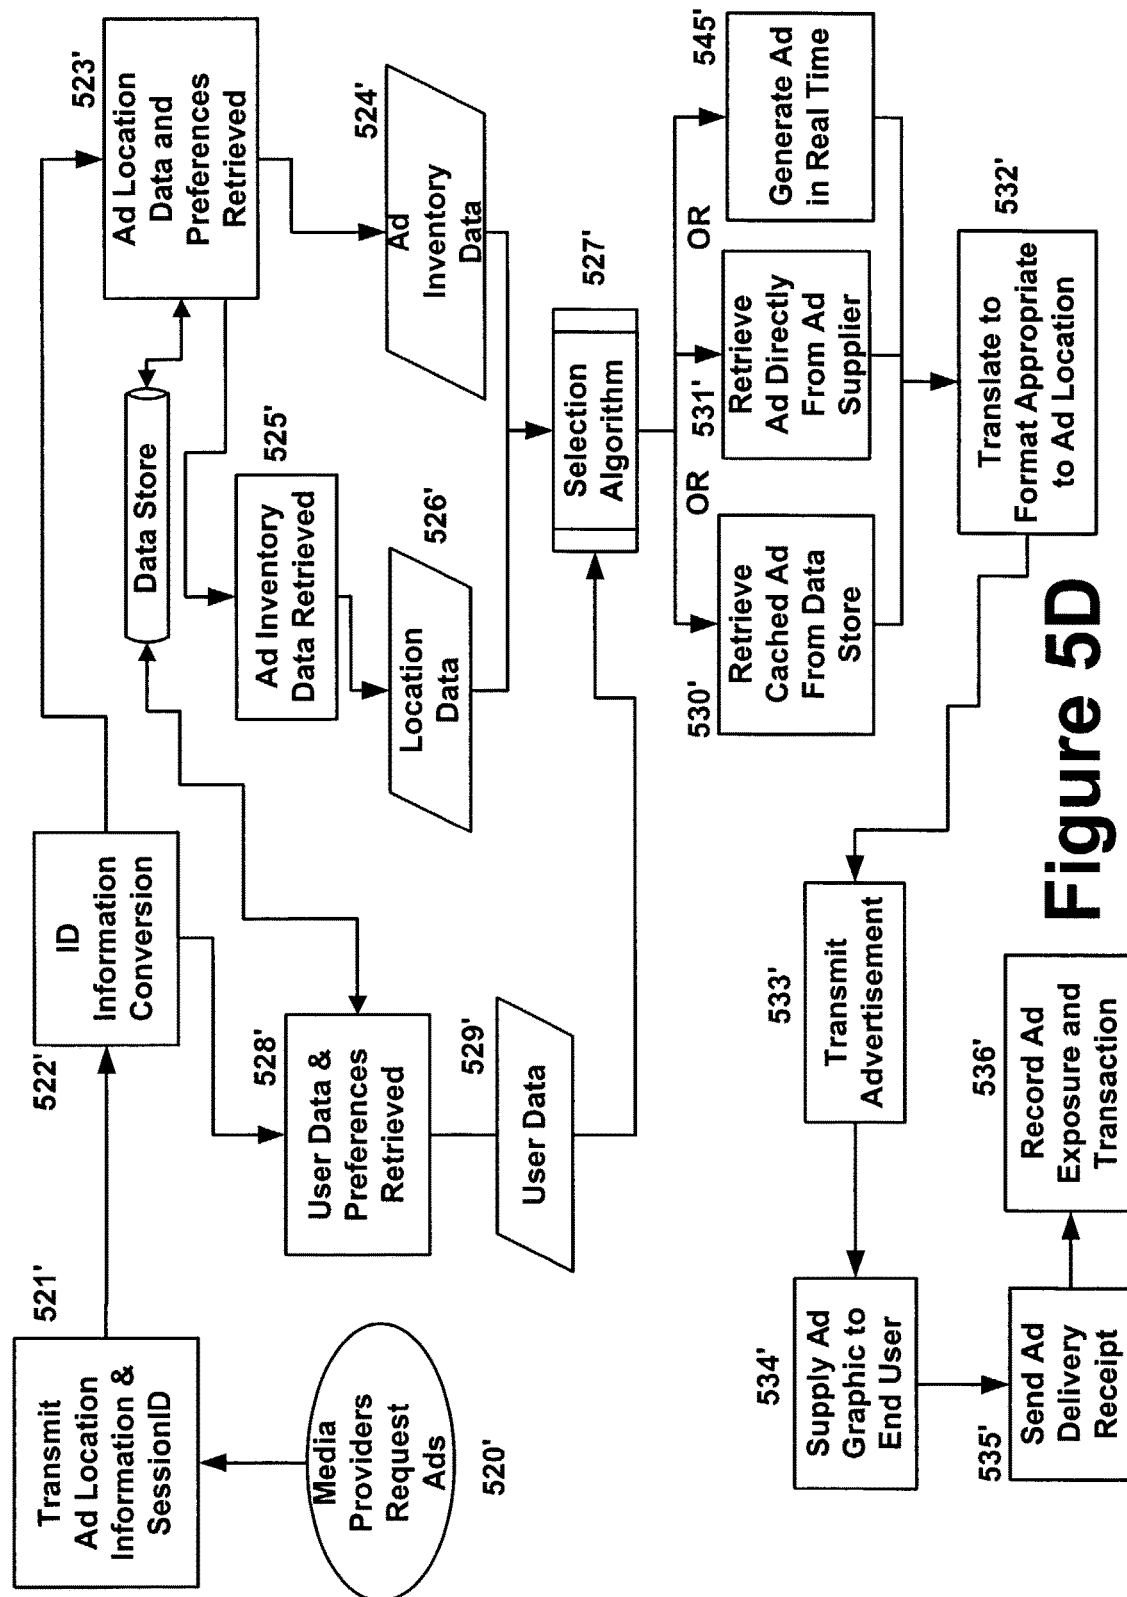 Transmit
Ad Location
Information &
SessionID
521'
Media
Providers
Request
Ads
520'
ID
Information
Conversion
522'
Ad Location
Data and
Preferences
Retrieved
523'
Data Store
Ad Inventory
Data Retrieved
525'
Ad
Inventory
Data
524'
Location
Data
526'
User Data &
Preferences
Retrieved
528'
User Data
529'
Selection
Algorithm
527'
Retrieve
Cached Ad
From Data
Store
530'
OR
Retrieve
Ad Directly
From Ad
Supplier
531'
OR
Generate Ad
in Real Time
545'
Translate to
Format Appropriate
to Ad Location
532'
Transmit
Advertisement
533'
Supply Ad
Graphic to
End User
534'
Send Ad
Delivery
Receipt
535'
Record Ad
Exposure and
Transaction
536'
Figure 5D